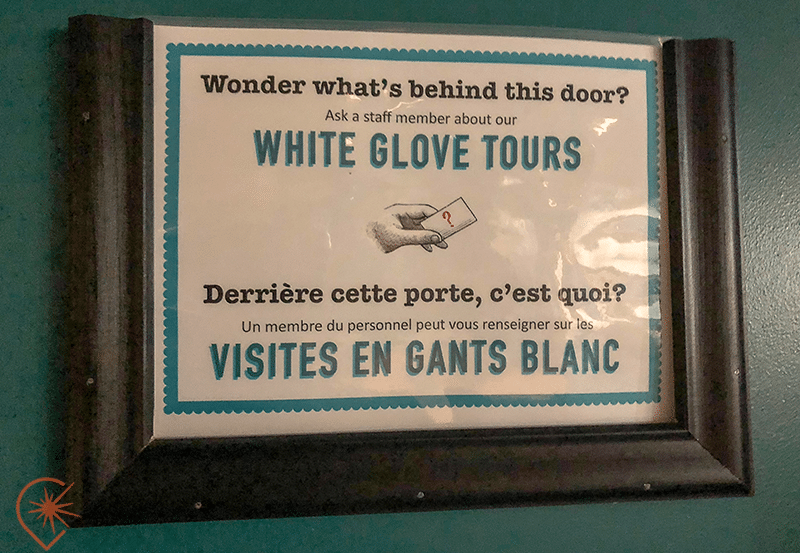 Wonder what's behind this door?
Ask a staff member about our
WHITE GLOVE TOURS
?
Derrière cette porte, c'est quoi?
Un membre du personnel peut vous renseigner sur les
VISITES EN GANTS BLANC